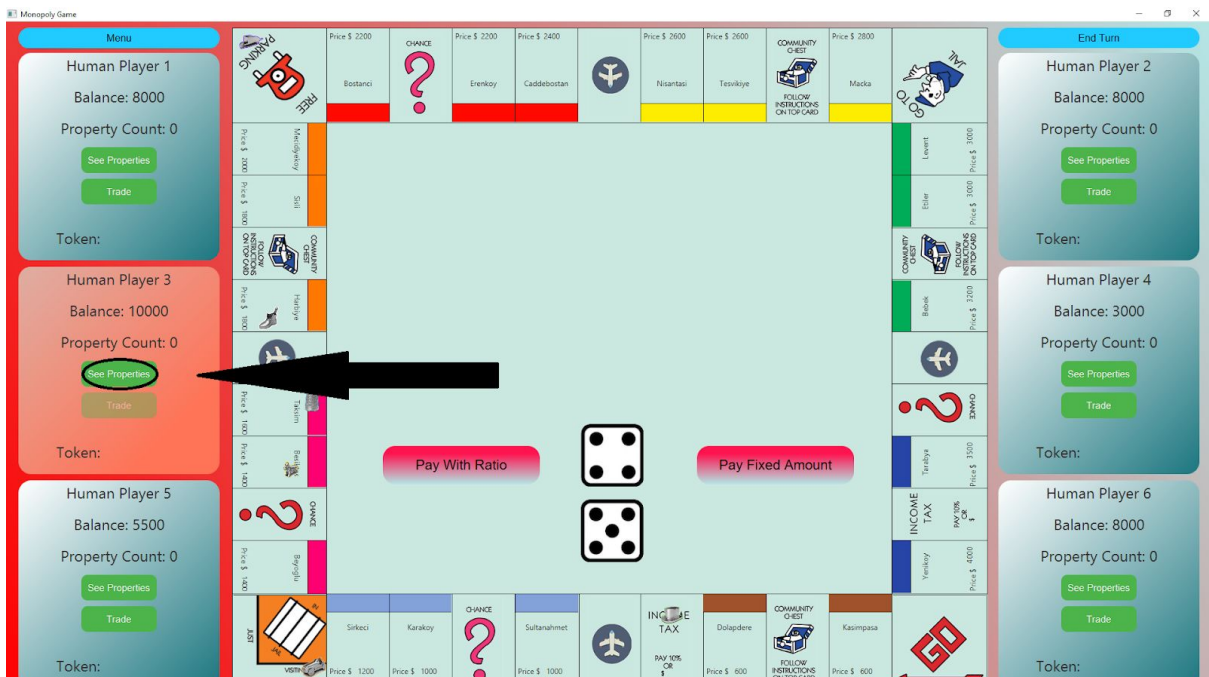 Monopoly Game
Menu
Human Player 1
Balance: 8000
Property Count: 0
See Properties
Trade
Token:
Human Player 3
Balance: 10000
Property Count: 0
See Properties
Trade
Token:
Human Player 5
Balance: 5500
Property Count: 0
See Properties
Trade
Token:
FREE
PARKING
Price $ 2200
Bostanci
CHANCE
Price $ 2200
Erenkoy
Price $ 2400
Caddebostan
Price $ 2600
Nisantasi
Price $ 2600
Tesvikiye
COMMUNITY
CHEST
FOLLOW
INSTRUCTIONS
ON TOP CARD
Price $ 2800
Macka
GO TO
JAIL
Mecidiyekoy
Price $ 2000
Sisli
Price $ 1800
COMMUNITY
CHEST
FOLLOW
INSTRUCTIONS
ON TOP CARD
Harbiye
Price $ 1800
Taksim
Price $ 1600
Price $ 1400
CHANCE
Beyoglu
Price $ 1400
Levent
Price $ 3000
Etiler
Price $ 3000
COMMUNITY
CHEST
FOLLOW
INSTRUCTIONS
ON TOP CARD
Bebek
Price $ 3200
CHANCE
Tarabya
Price $ 3500
INCOME
TAX
PAY 10%
OR
$
Yenikoy
Price $ 4000
Pay With Ratio
Pay Fixed Amount
IN
JAIL
JUST
Sirkeci
Price $ 1200
Karakoy
Price $ 1000
CHANCE
Sultanahmet
Price $ 1000
TAX
PAY 10%
OR
$
Dolapdere
Price $ 600
COMMUNITY
CHEST
FOLLOW
INSTRUCTIONS
ON TOP CARD
Kasimpasa
Price $ 600
GO
End Turn
Human Player 2
Balance: 8000
Property Count: 0
See Properties
Trade
Token:
Human Player 4
Balance: 3000
Property Count: 0
See Properties
Trade
Token:
Human Player 6
Balance: 8000
Property Count: 0
See Properties
Trade
Token: